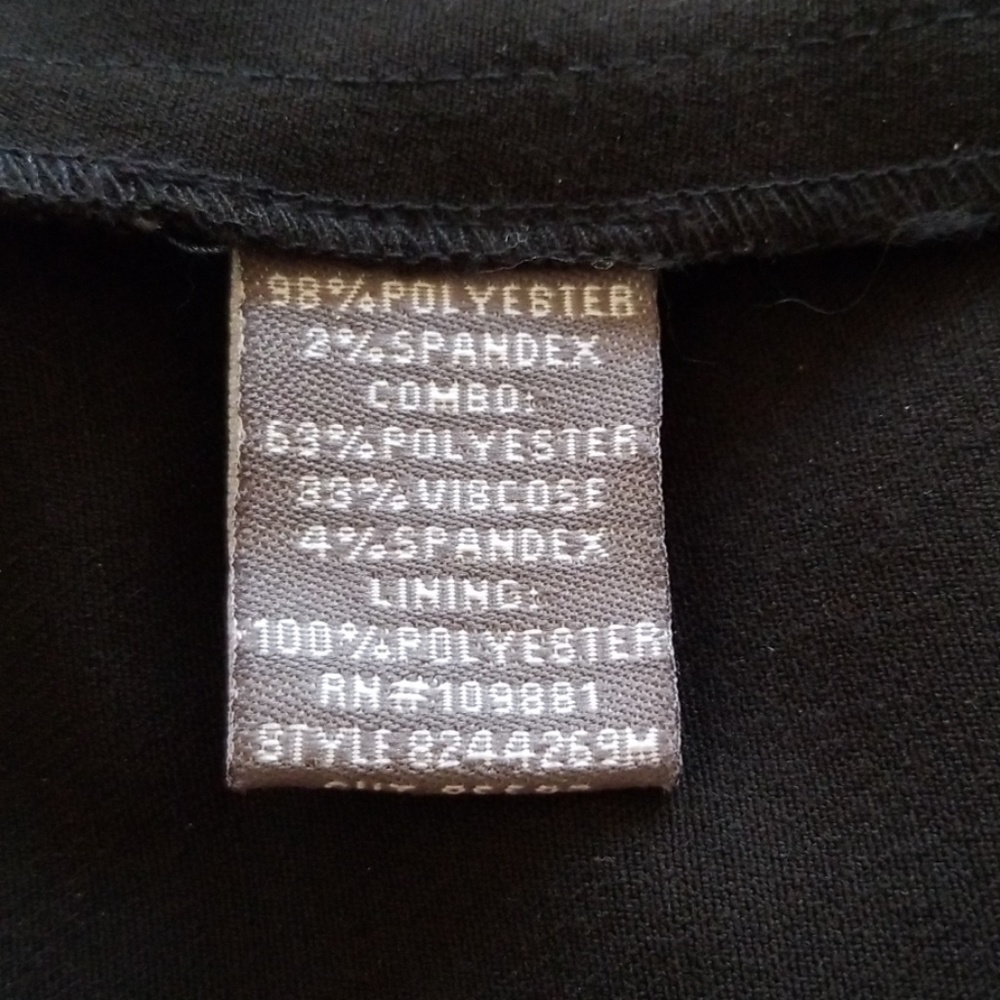 98%POLYESTER
2%SPANDEX
COMBO:
63%POLYESTER
33%VISCOSE
4%SPANDEX
LINING:
100%POLYESTER
RN#109881
STYLE 8244269M